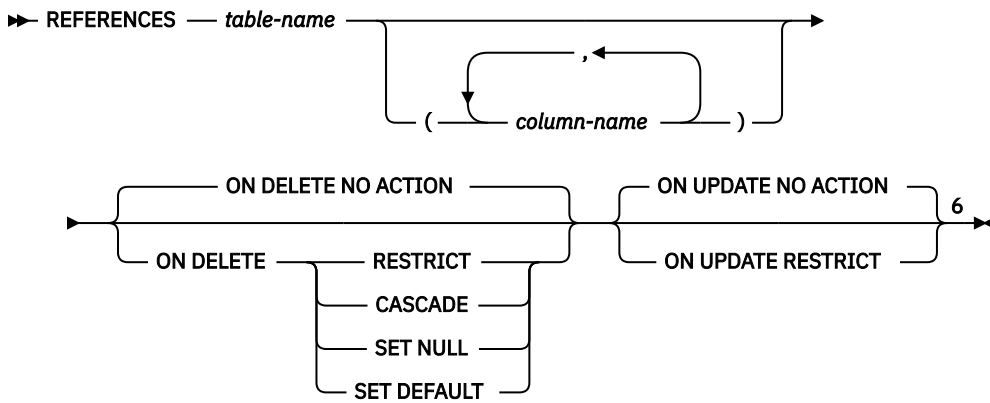 REFERENCES table-name
,
( column-name )
ON DELETE NO ACTION ON UPDATE NO ACTION
6
ON DELETE RESTRICT ON UPDATE RESTRICT
CASCADE
SET NULL
SET DEFAULT